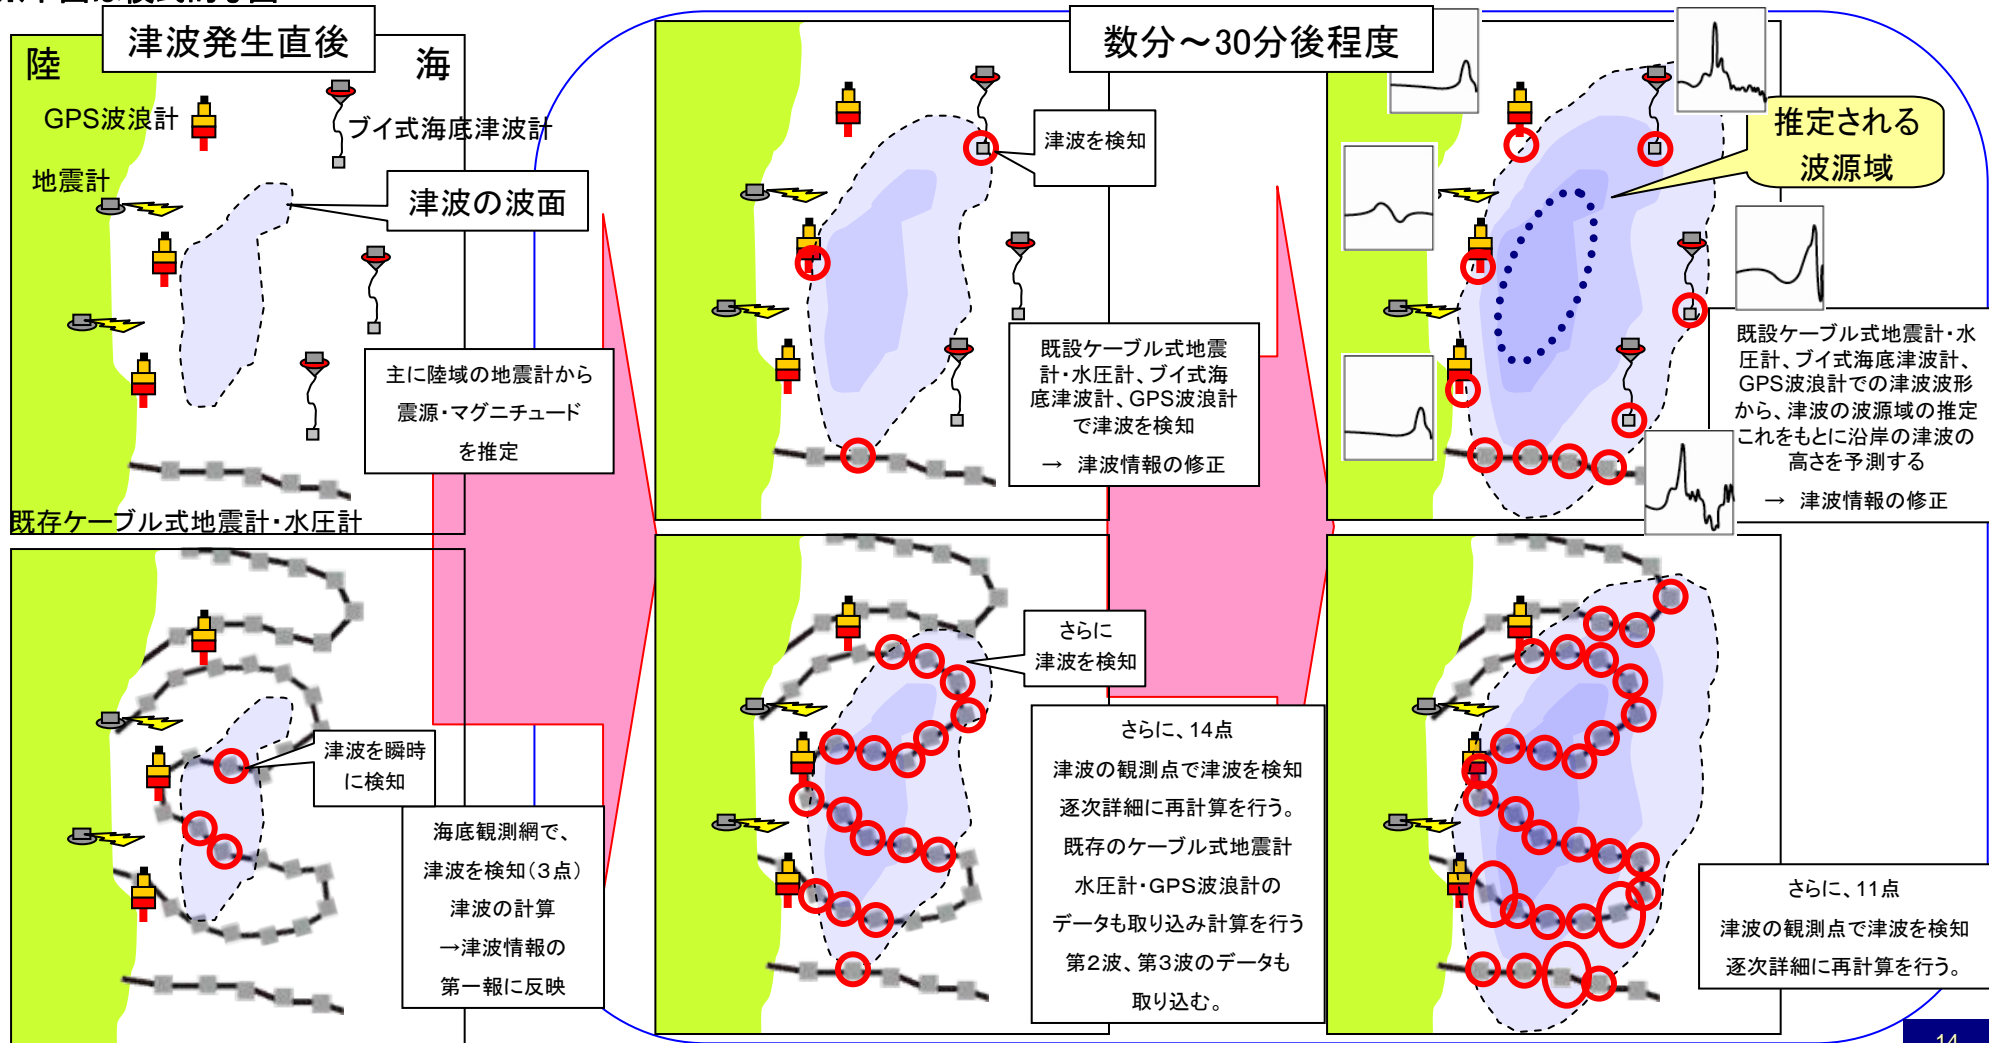 津波発生直後
数分～30分後程度
陸
海
GPS波浪計
ブイ式海底津波計
地震計
津波の波面
主に陸域の地震計から
震源・マグニチュード
を推定
既存ケーブル式地震計・水圧計
津波を検知
既設ケーブル式地震
計・水圧計、ブイ式海
底津波計、GPS波浪計
で津波を検知
→ 津波情報の修正
推定される
波源域
既設ケーブル式地震計・水
圧計、ブイ式海底津波計、
GPS波浪計での津波波形
から、津波の波源域の推定
これをもとに沿岸の津波の
高さを予測する
→ 津波情報の修正
津波を瞬時
に検知
海底観測網で、
津波を検知（３点）
津波の計算
→津波情報の
第一報に反映
さらに
津波を検知
さらに、14点
津波の観測点で津波を検知
逐次詳細に再計算を行う。
既存のケーブル式地震計
水圧計・GPS波浪計の
データも取り込み計算を行う
第２波、第３波のデータも
取り込む。
さらに、11点
津波の観測点で津波を検知
逐次詳細に再計算を行う。
14